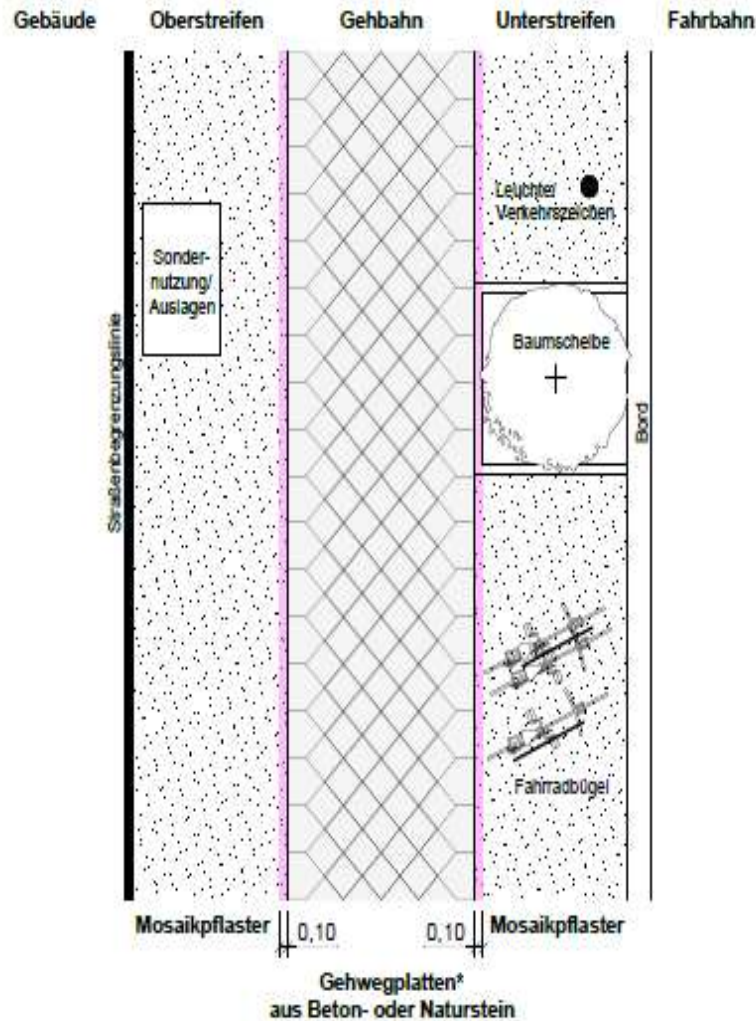 Gebäude Oberstreifen Gehbahn Unterstreifen Fahrbahn
Leuchte/
Verkehrszeichen
Sonder-
nutzung/
Auslagen
Baumscheibe
Straßenbegrenzungslinie
Bord
Fahrradbügel
Mosaikpflaster 0,10 0,10 Mosaikpflaster
Gehwegplatten*
aus Beton- oder Naturstein